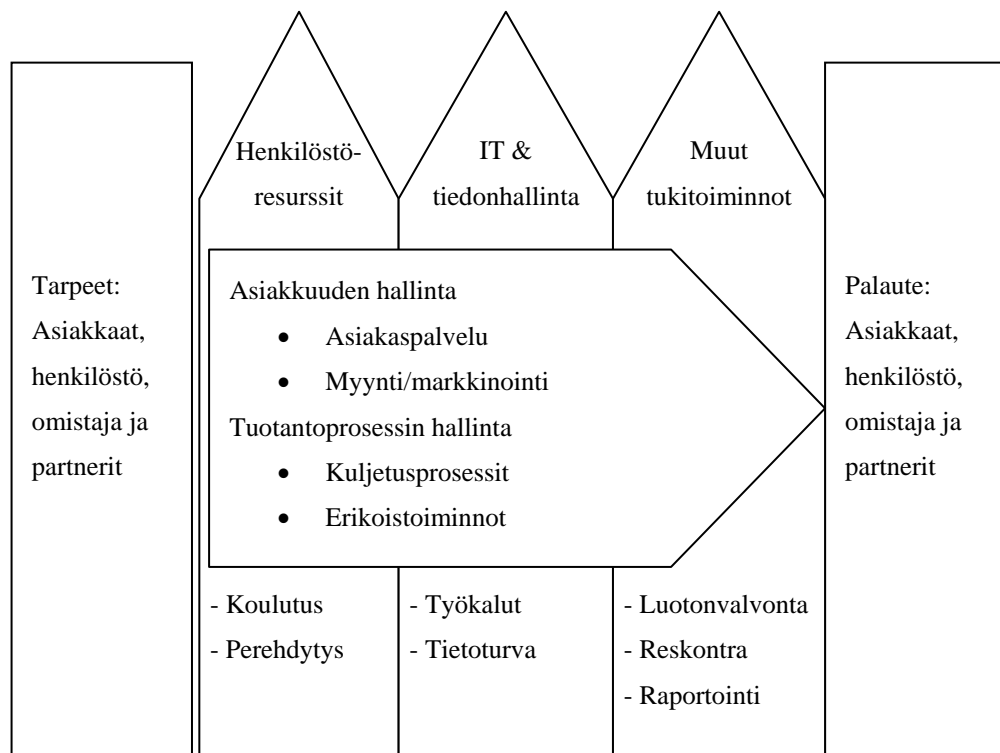 Henkilöstö-
resurssit
IT &
tiedonhallinta
Muut
tukitoiminnot
Tarpeet:
Asiakkaat,
henkilöstö,
omistaja ja
partnerit
Asiakkuuden hallinta
• Asiakaspalvelu
• Myynti/markkinointi
Tuotantoprosessin hallinta
• Kuljetusprosessit
• Erikoistoiminnot
Palaute:
Asiakkaat,
henkilöstö,
omistaja ja
partnerit
- Koulutus
- Perehdytys
- Työkalut
- Tietoturva
- Luotonvalvonta
- Reskontra
- Raportointi